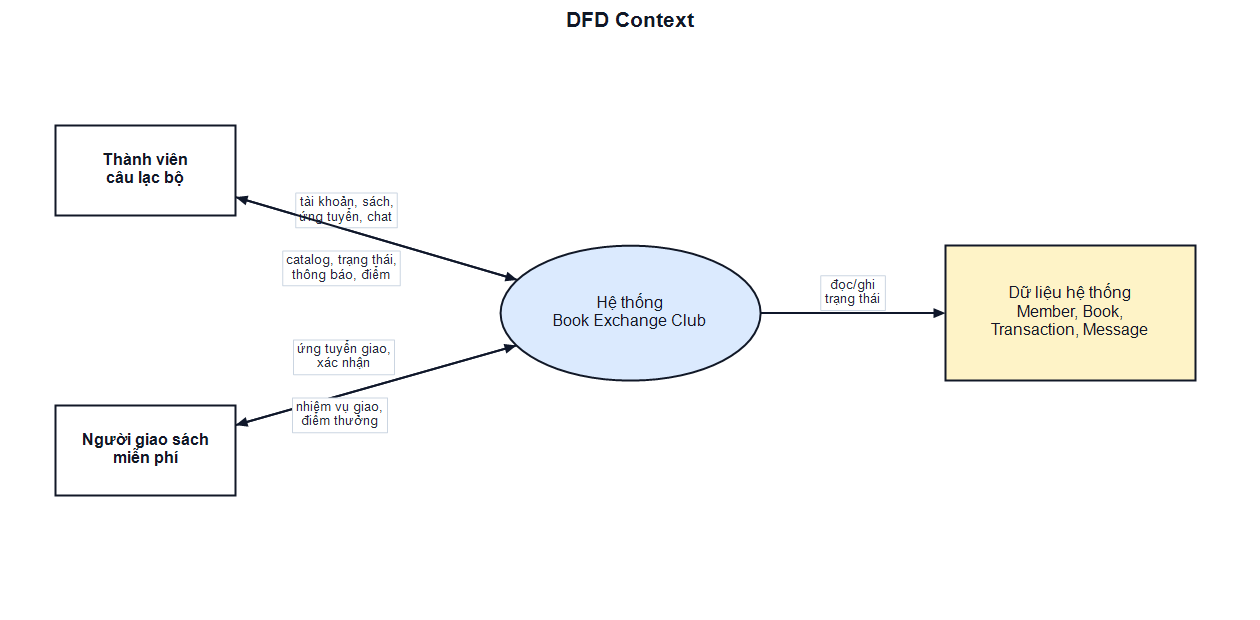 DFD Context
Thành viên
câu lạc bộ
tài khoản, sách,
ứng tuyển, chat
catalog, trạng thái,
thông báo, điểm
Hệ thống
Book Exchange Club
đọc/ghi
trạng thái
Dữ liệu hệ thống
Member, Book,
Transaction, Message
ứng tuyển giao,
xác nhận
nhiệm vụ giao,
điểm thưởng
Người giao sách
miễn phí